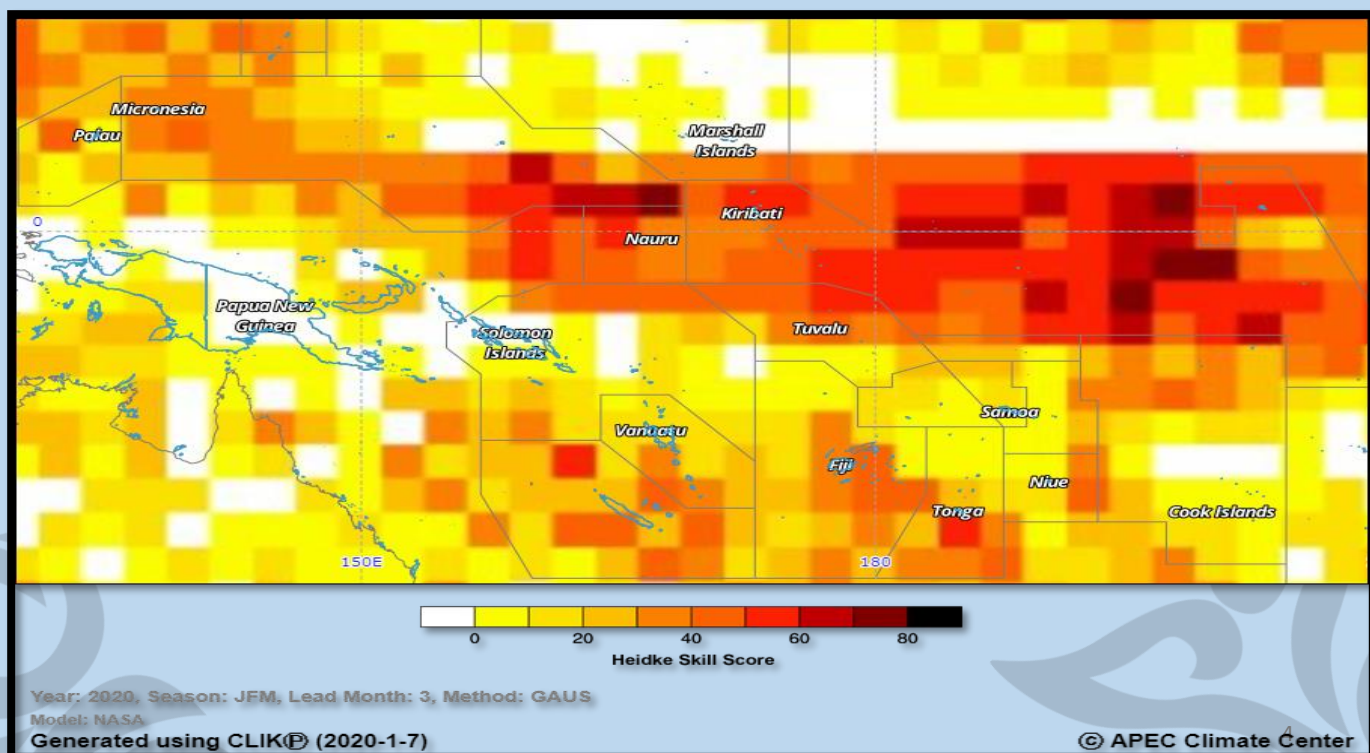 Micronesia
Palau
Marshall
Islands
0
Kiribati
Nauru
Papua New
Guinea
Solomon
Islands
Tuvalu
Samoa
Vanuatu
Fiji
Niue
Tonga
Cook Islands
150E
180
0 20 40 60 80
Heidke Skill Score
Year: 2020, Season: JFM, Lead Month: 3, Method: GAUS
Model: NASA
Generated using CLIKⓅ (2020-1-7)
© APEC Climate Center
4